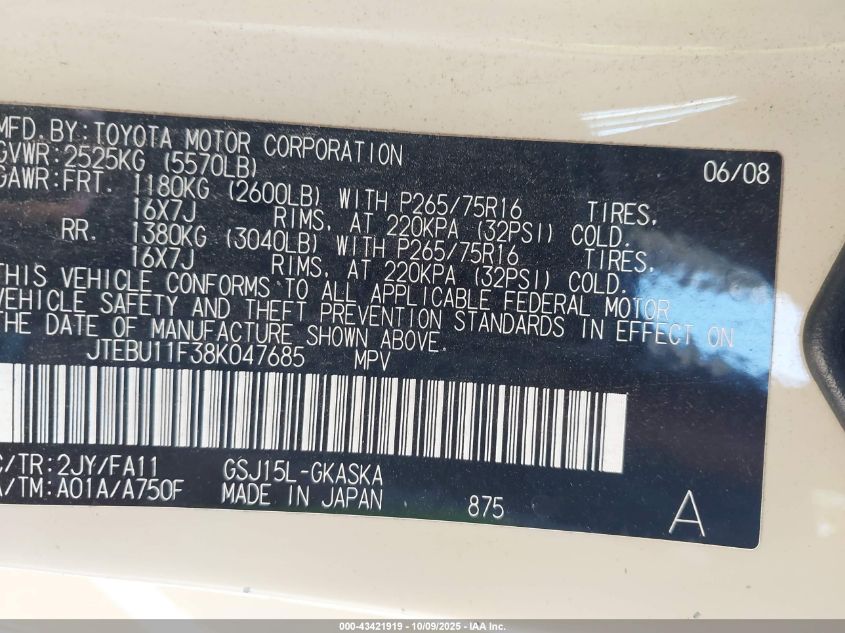 MFD. BY: TOYOTA MOTOR CORPORATION 06/08
GVWR: 2525KG (5570LB)
GAWR: FRT. 1180KG (2600LB) WITH P265/75R16 TIRES,
16X7J RIMS, AT 220KPA (32PSI) COLD.
RR. 1380KG (3040LB) WITH P265/75R16 TIRES,
16X7J RIMS, AT 220KPA (32PSI) COLD.
THIS VEHICLE CONFORMS TO ALL APPLICABLE FEDERAL MOTOR
VEHICLE SAFETY AND THEFT PREVENTION STANDARDS IN EFFECT ON
THE DATE OF MANUFACTURE SHOWN ABOVE.
JTEBU11F38K047685 MPV
C/TR: 2JY/FA11 GSJ15L-GKASKA
A/TM: A01A/A750F MADE IN JAPAN 875 A
000-43421919 - 10/09/2025 - IAA Inc.